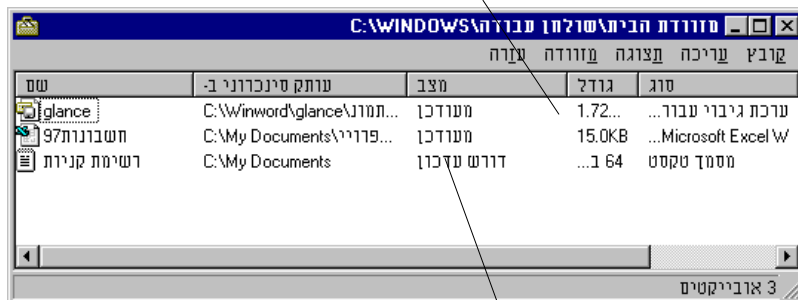 מזוודת הבית\שולחן עבודה\C:\WINDOWS
קובץ עריכה תצוגה מזוודה עזרה
שם עותק סינכרוני ב- מצב גודל סוג
glance C:\Winword\glance\תמונ... מעודכן 1.72... ערכת גיבוי עבור...
חשבונות97 C:\My Documents\פרוייי... מעודכן 15.0KB Microsoft Excel W...
רשימת קניות C:\My Documents דורש עדכון 64 ב... מסמך טקסט
3 אובייקטים